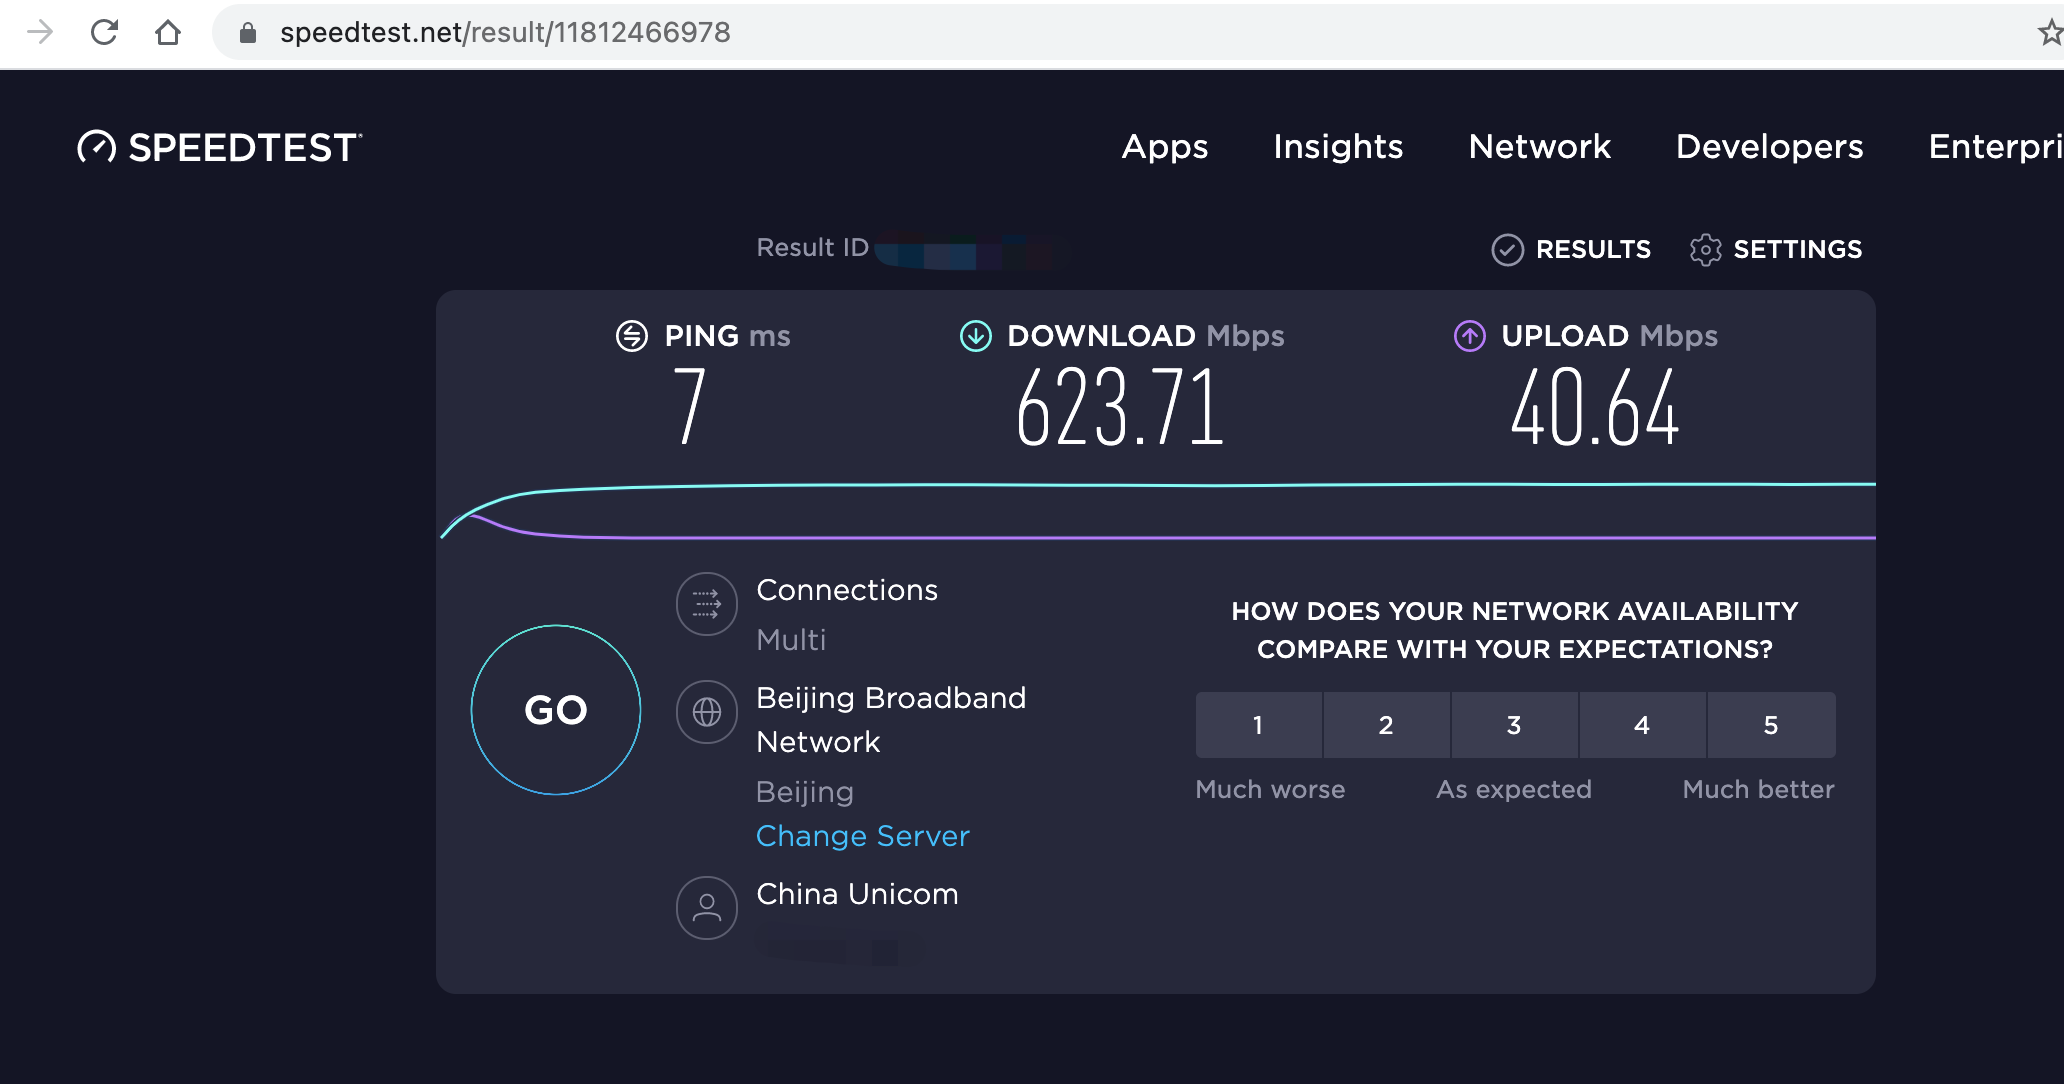 speedtest.net/result/11812466978
SPEEDTEST
Apps Insights Network Developers Enterpri
Result ID
RESULTS SETTINGS
PING ms DOWNLOAD Mbps UPLOAD Mbps
7 623.71 40.64
Connections
Multi
Beijing Broadband
Network
Beijing
Change Server
China Unicom
GO
HOW DOES YOUR NETWORK AVAILABILITY
COMPARE WITH YOUR EXPECTATIONS?
1 2 3 4 5
Much worse As expected Much better